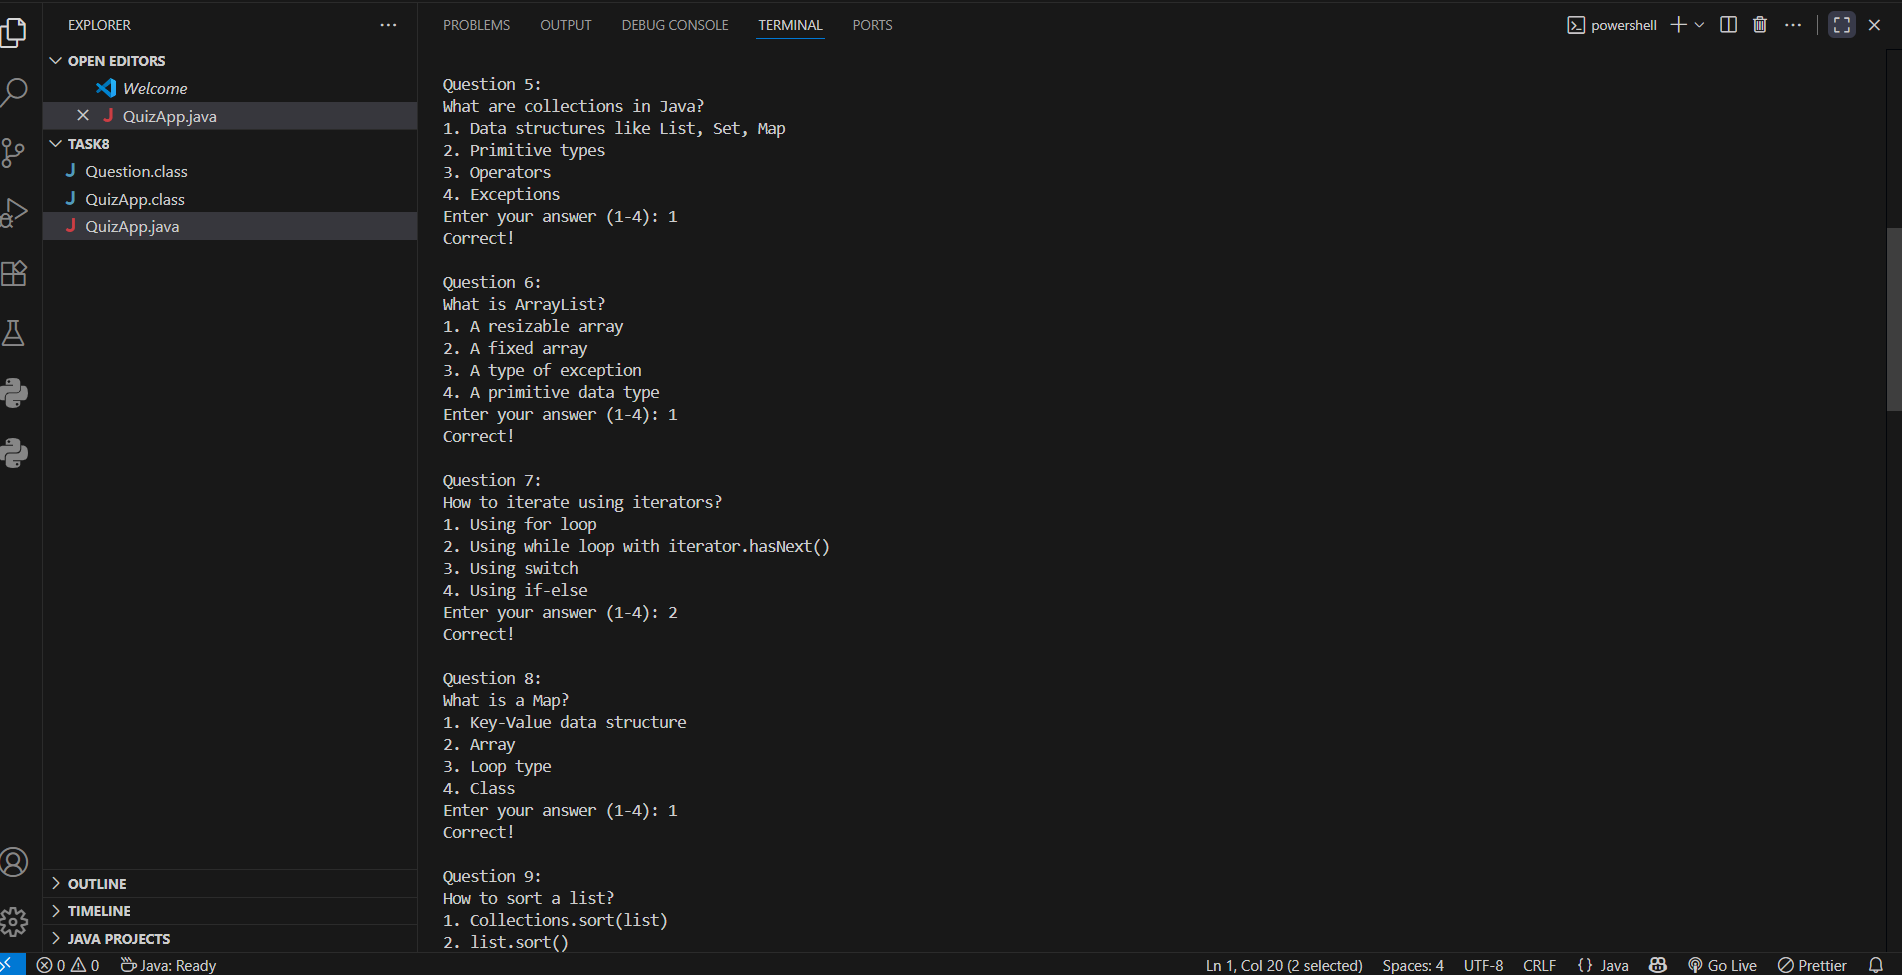 EXPLORER
OPEN EDITORS
Welcome
QuizApp.java
TASK8
Question.class
QuizApp.class
QuizApp.java
OUTLINE
TIMELINE
JAVA PROJECTS
PROBLEMS OUTPUT DEBUG CONSOLE TERMINAL PORTS
powershell
Question 5:
What are collections in Java?
1. Data structures like List, Set, Map
2. Primitive types
3. Operators
4. Exceptions
Enter your answer (1-4): 1
Correct!
Question 6:
What is ArrayList?
1. A resizable array
2. A fixed array
3. A type of exception
4. A primitive data type
Enter your answer (1-4): 1
Correct!
Question 7:
How to iterate using iterators?
1. Using for loop
2. Using while loop with iterator.hasNext()
3. Using switch
4. Using if-else
Enter your answer (1-4): 2
Correct!
Question 8:
What is a Map?
1. Key-Value data structure
2. Array
3. Loop type
4. Class
Enter your answer (1-4): 1
Correct!
Question 9:
How to sort a list?
1. Collections.sort(list)
2. list.sort()
0 0 Java: Ready Ln 1, Col 20 (2 selected) Spaces: 4 UTF-8 CRLF {} Java Go Live Prettier